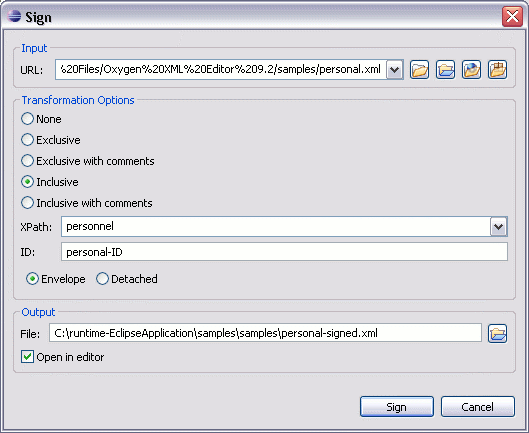 Sign
Input
URL: %20Files/Oxygen%20XML%20Editor%209.2/samples/personal.xml
Transformation Options
None
Exclusive
Exclusive with comments
Inclusive
Inclusive with comments
XPath: personnel
ID: personal-ID
Envelope Detached
Output
File: C:\runtime-EclipseApplication\samples\samples\personal-signed.xml
Open in editor
Sign Cancel